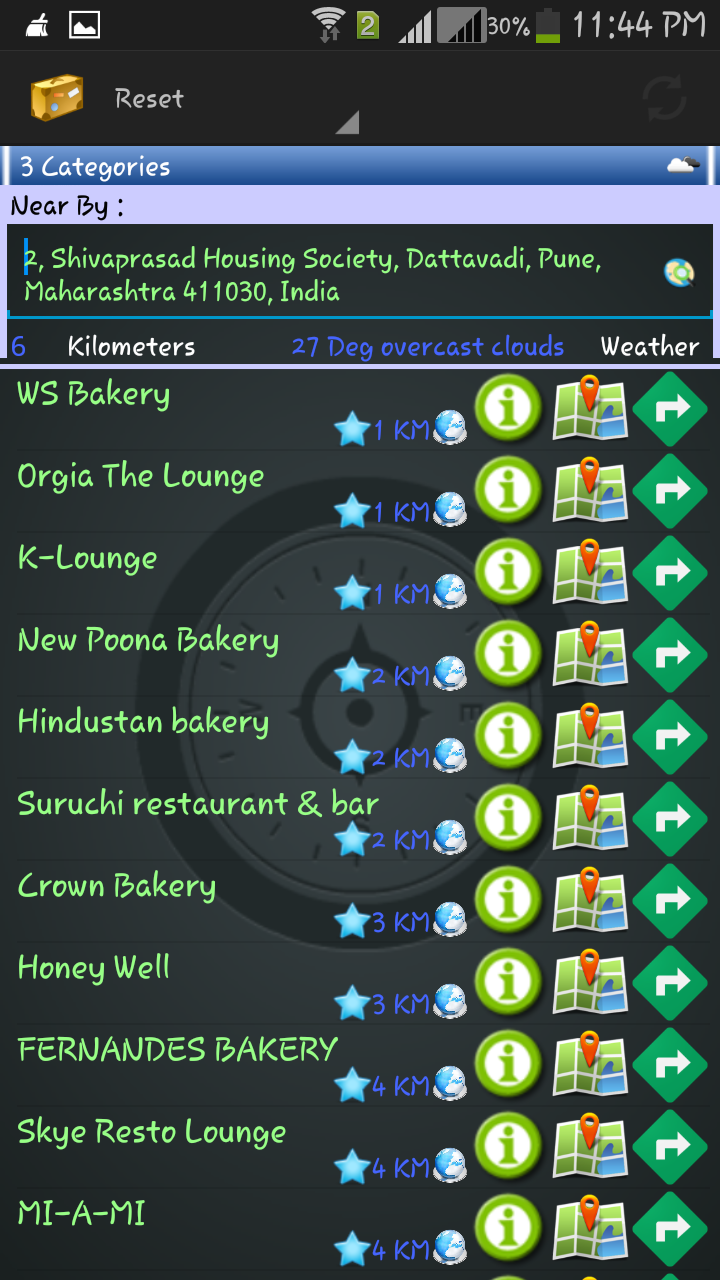 2
30%
11:44 PM
Reset
3 Categories
Near By :
2, Shivaprasad Housing Society, Dattavadi, Pune,
Maharashtra 411030, India
6 Kilometers 27 Deg overcast clouds Weather
WS Bakery
1 KM
Orgia The Lounge
1 KM
K-Lounge
1 KM
New Poona Bakery
2 KM
Hindustan bakery
2 KM
Suruchi restaurant & bar
2 KM
Crown Bakery
3 KM
Honey Well
3 KM
FERNANDES BAKERY
4 KM
Skye Resto Lounge
4 KM
MI-A-MI
4 KM